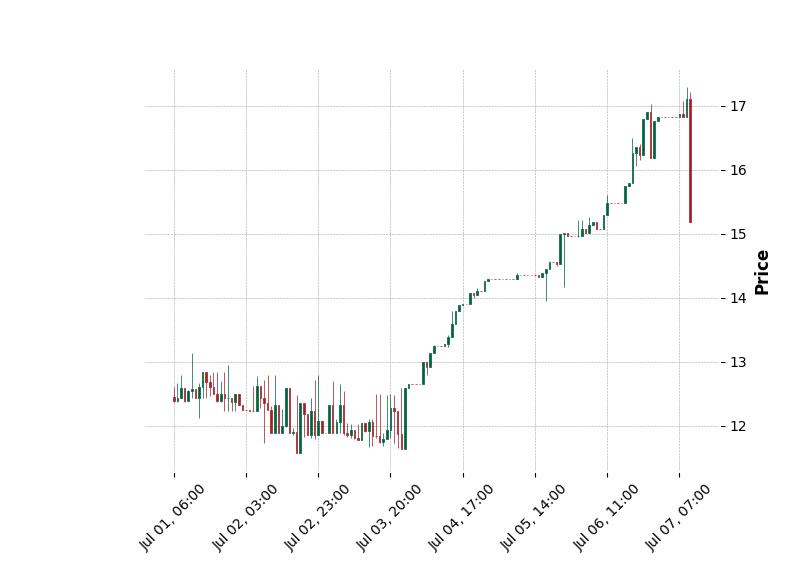 17
16
15
14
13
12
Price
Jul 01, 06:00
Jul 02, 03:00
Jul 02, 23:00
Jul 03, 20:00
Jul 04, 17:00
Jul 05, 14:00
Jul 06, 11:00
Jul 07, 07:00